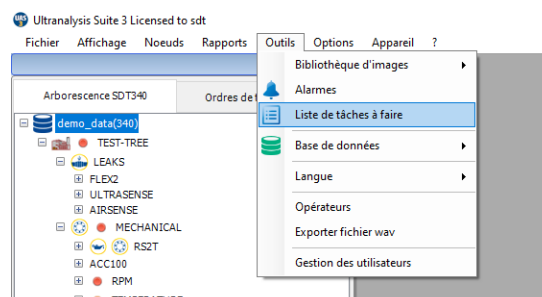 Ultranalysis Suite 3 Licensed to sdt
Fichier Affichage Noeuds Rapports Outils Options Appareil ?
Arborescence SDT340
Ordres de
demo_data(340)
TEST-TREE
LEAKS
FLEX2
ULTRASENSE
AIRSENSE
MECHANICAL
RS2T
ACC100
RPM
Bibliothèque d'images
Alarmes
Liste de tâches à faire
Base de données
Langue
Opérateurs
Exporter fichier wav
Gestion des utilisateurs